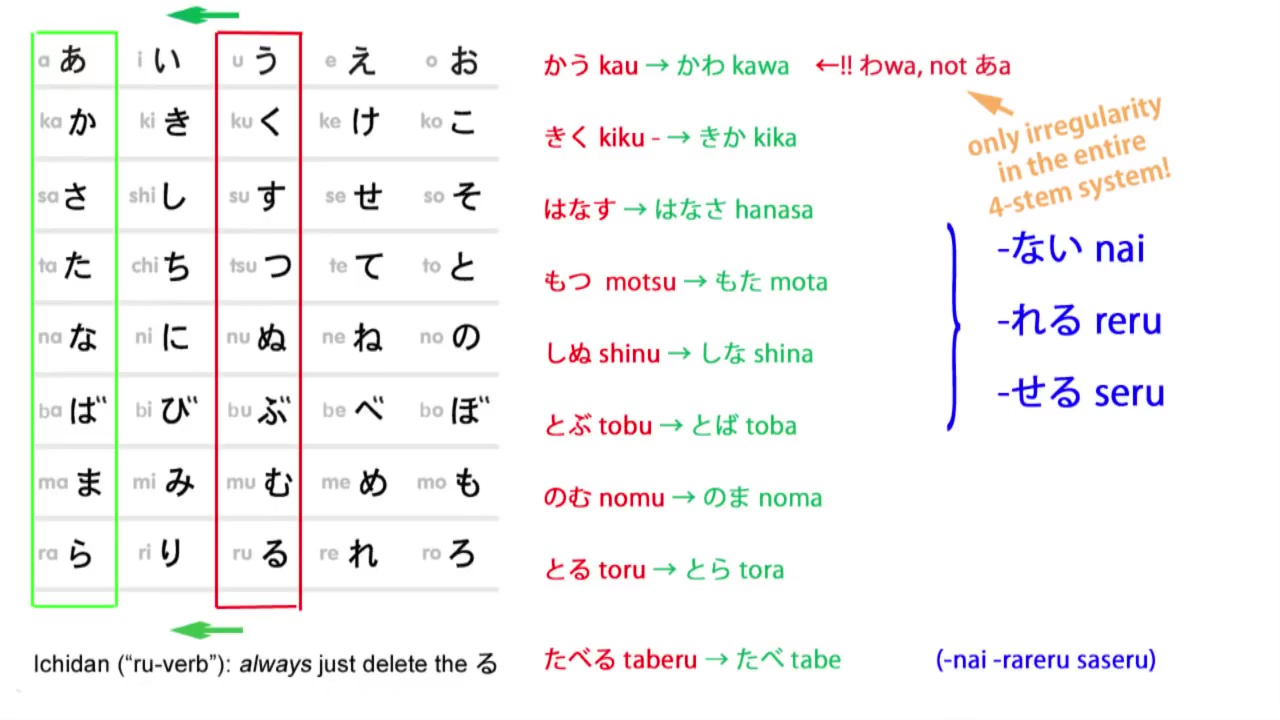 a あ i い u う e え o お
ka か ki き ku く ke け ko こ
sa さ shi し su す se せ so そ
ta た chi ち tsu つ te て to と
na な ni に nu ぬ ne ね no の
ba ば bi び bu ぶ be べ bo ぼ
ma ま mi み mu む me め mo も
ra ら ri り ru る re れ ro ろ
Ichidan (“ru-verb”): always just delete the る
かう kau → かわ kawa ←!! わwa, not あa
only irregularity
in the entire
4-stem system!
きく kiku - → きか kika
はなす → はなさ hanasa
もつ motsu → もた mota
しぬ shinu → しな shina
とぶ tobu → とば toba
のむ nomu → のま noma
とる toru → とら tora
-ない nai
-れる reru
-せる seru
たべる taberu → たべ tabe (-nai -rareru saseru)